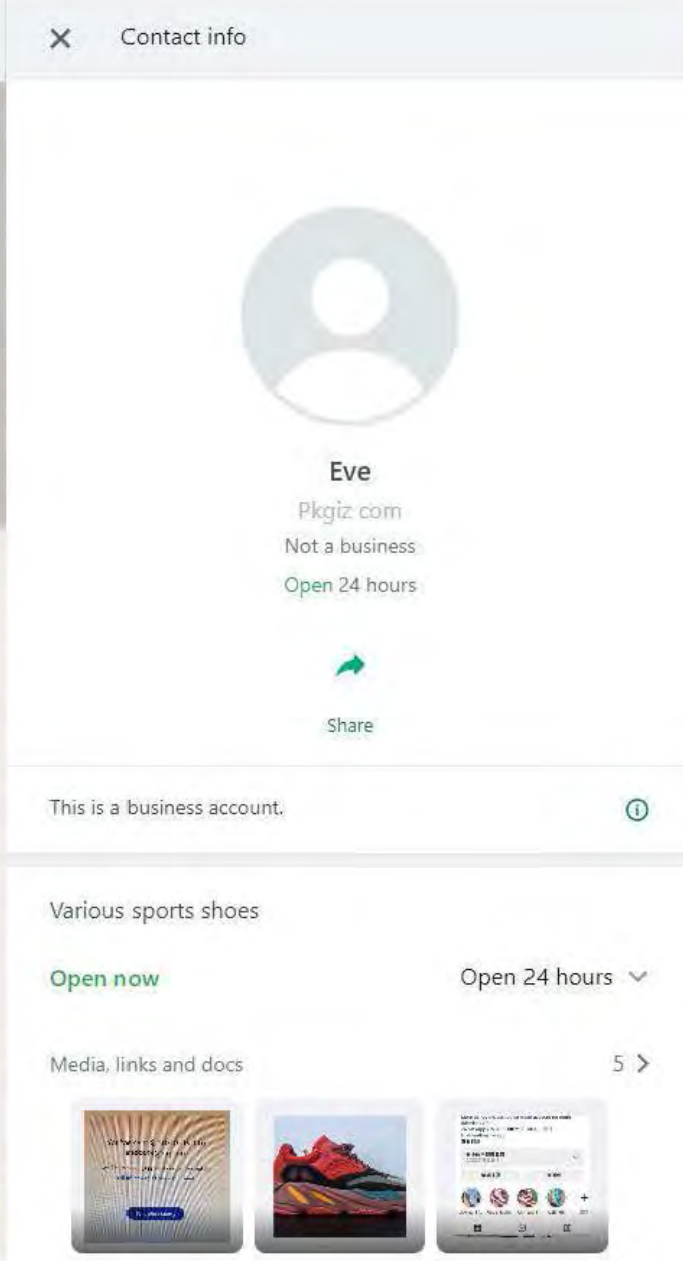 Contact info
Eve
Pkgiz com
Not a business
Open 24 hours
Share
This is a business account.
Various sports shoes
Open now
Open 24 hours
Media, links and docs
5